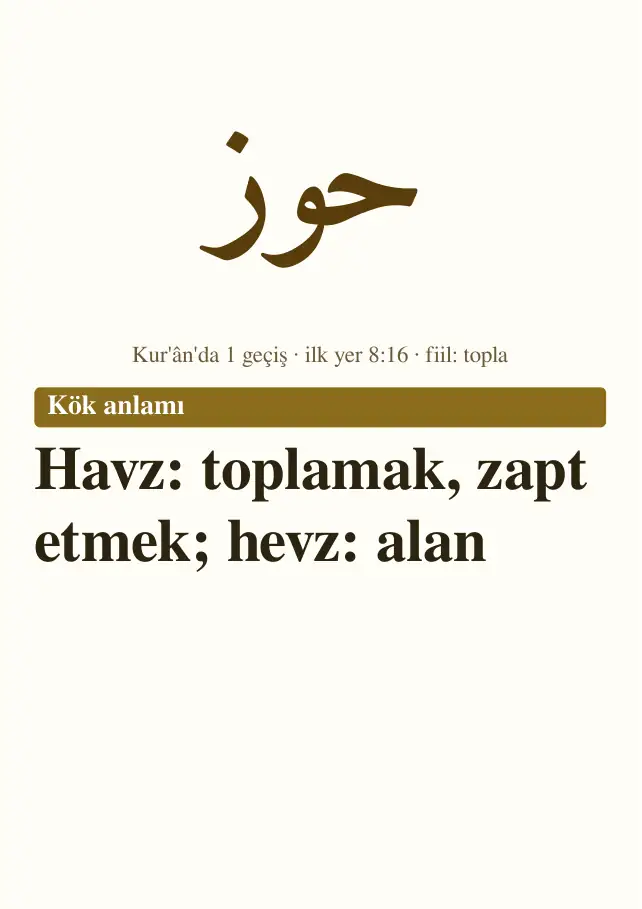 حوز
Kur'ân'da 1 geçiş · ilk yer 8:16 · fiil: topla
Kök anlamı
Havz: toplamak, zapt
etmek; hevz: alan